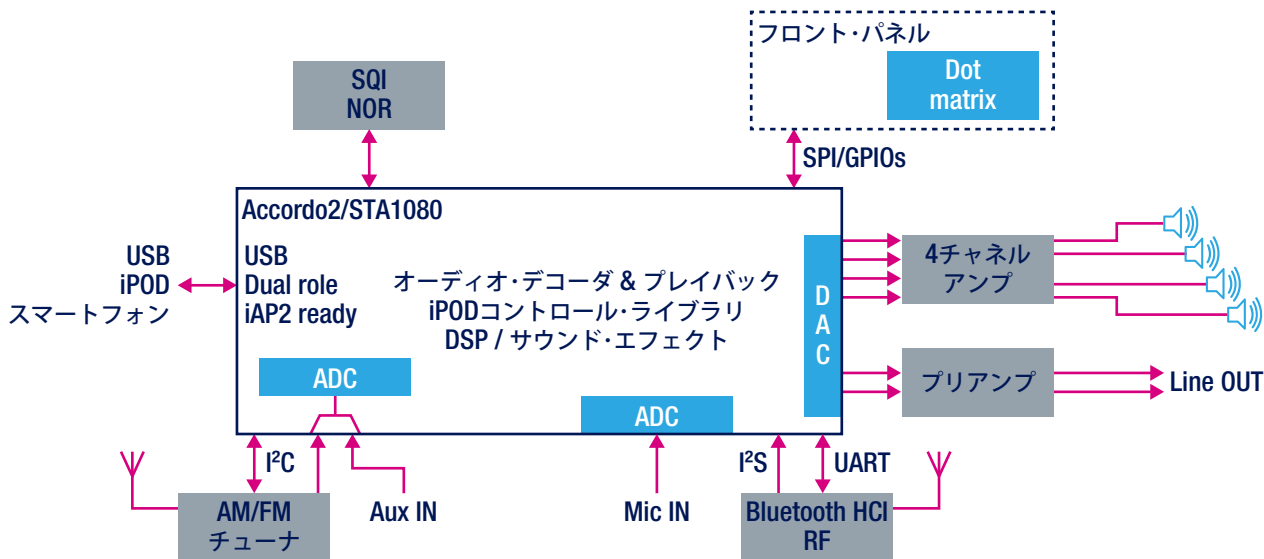 フロント・パネル
Dot
matrix
SQI
NOR
SPI/GPIOs
Accordo2/STA1080
USB
iPOD
スマートフォン
USB
Dual role
iAP2 ready
オーディオ・デコーダ & プレイバック
iPODコントロール・ライブラリ
DSP / サウンド・エフェクト
D
A
C
4チャネル
アンプ
プリアンプ
Line OUT
ADC
ADC
I²C
I²S
UART
AM/FM
チューナ
Aux IN
Mic IN
Bluetooth HCI
RF